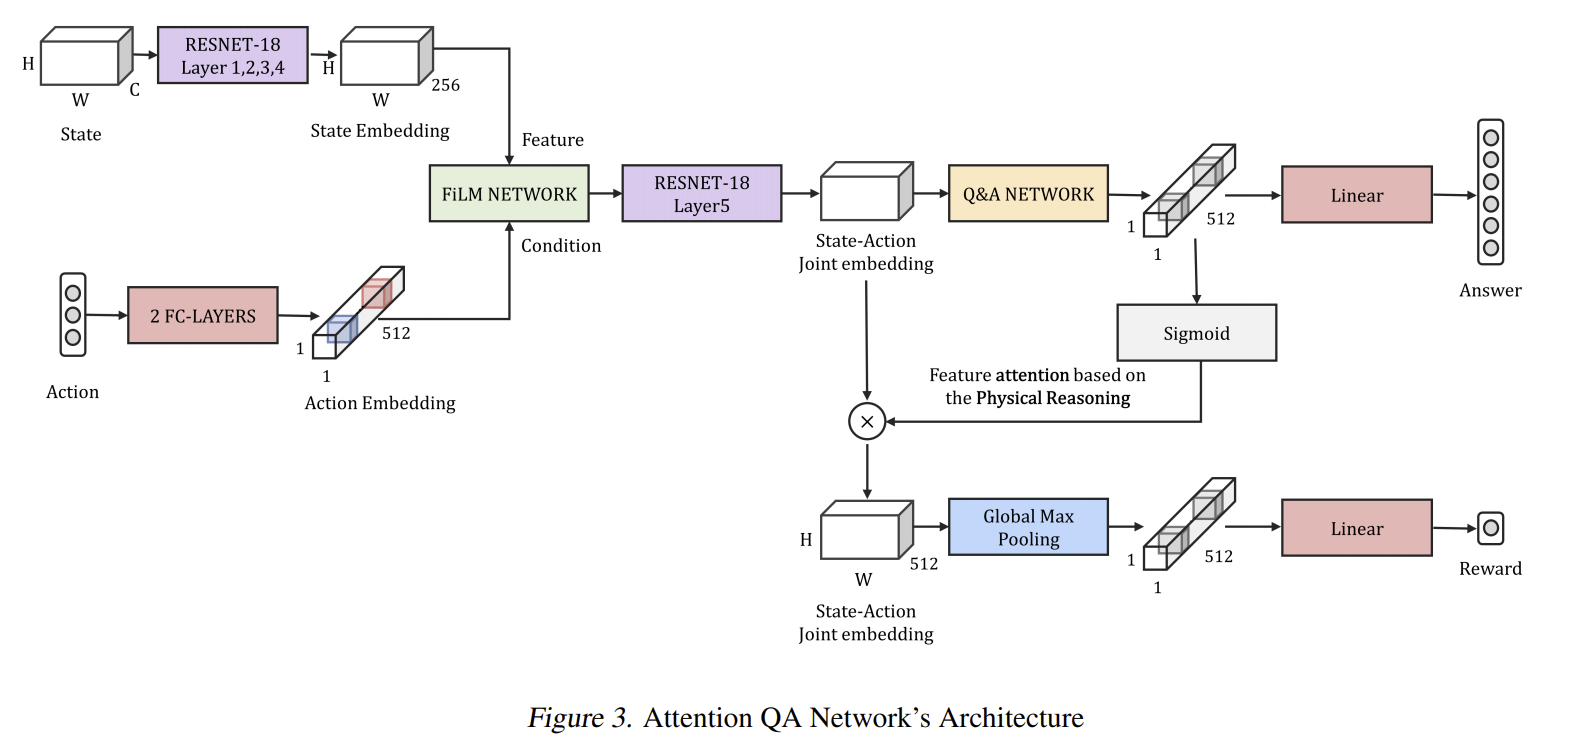 RESNET-18
Layer 1,2,3,4
H
W
C
State
H
W
256
State Embedding
Feature
FiLM NETWORK
Condition
RESNET-18
Layer5
State-Action
Joint embedding
Q&A NETWORK
1
1
512
Linear
Answer
Action
2 FC-LAYERS
1
1
512
Action Embedding
Sigmoid
Feature attention based on
the Physical Reasoning
×
H
W
512
State-Action
Joint embedding
Global Max
Pooling
1
1
512
Linear
Reward
Figure 3. Attention QA Network's Architecture